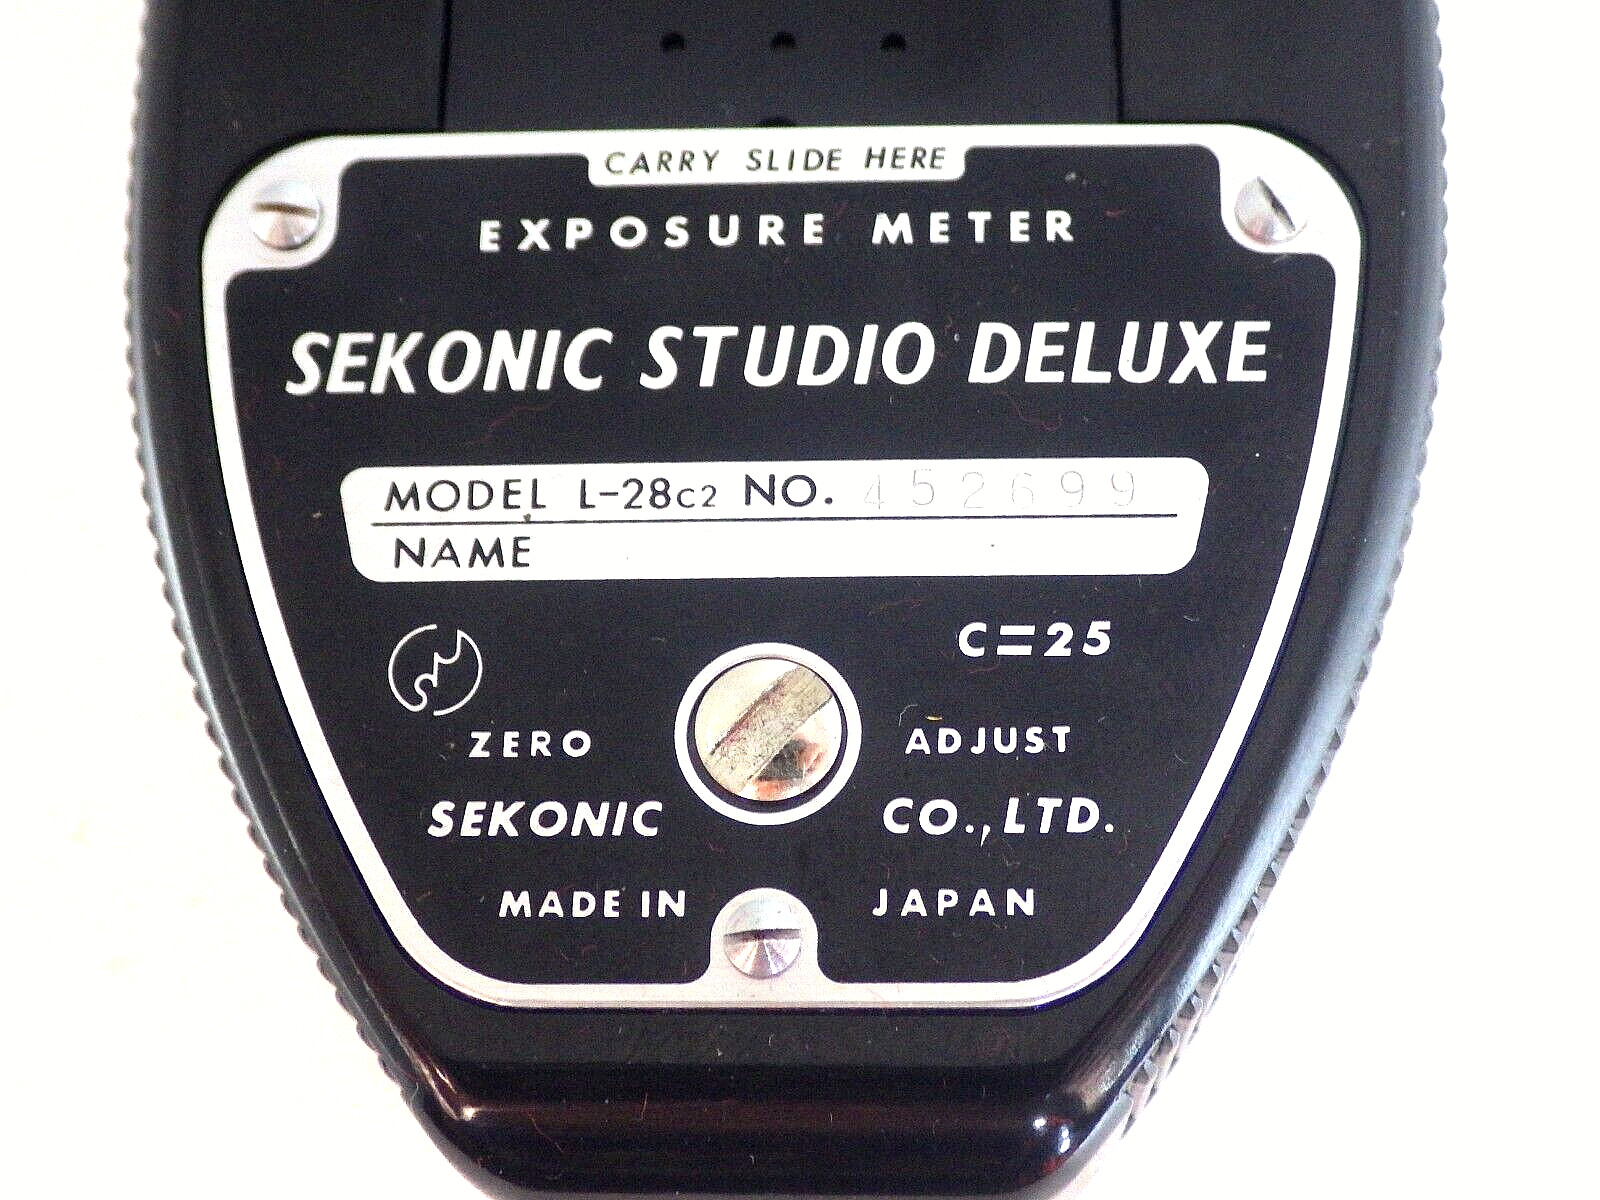 CARRY SLIDE HERE
EXPOSURE METER
SEKONIC STUDIO DELUXE
MODEL L-28c2 NO. 452699
NAME
C=25
ZERO ADJUST
SEKONIC CO., LTD.
MADE IN JAPAN